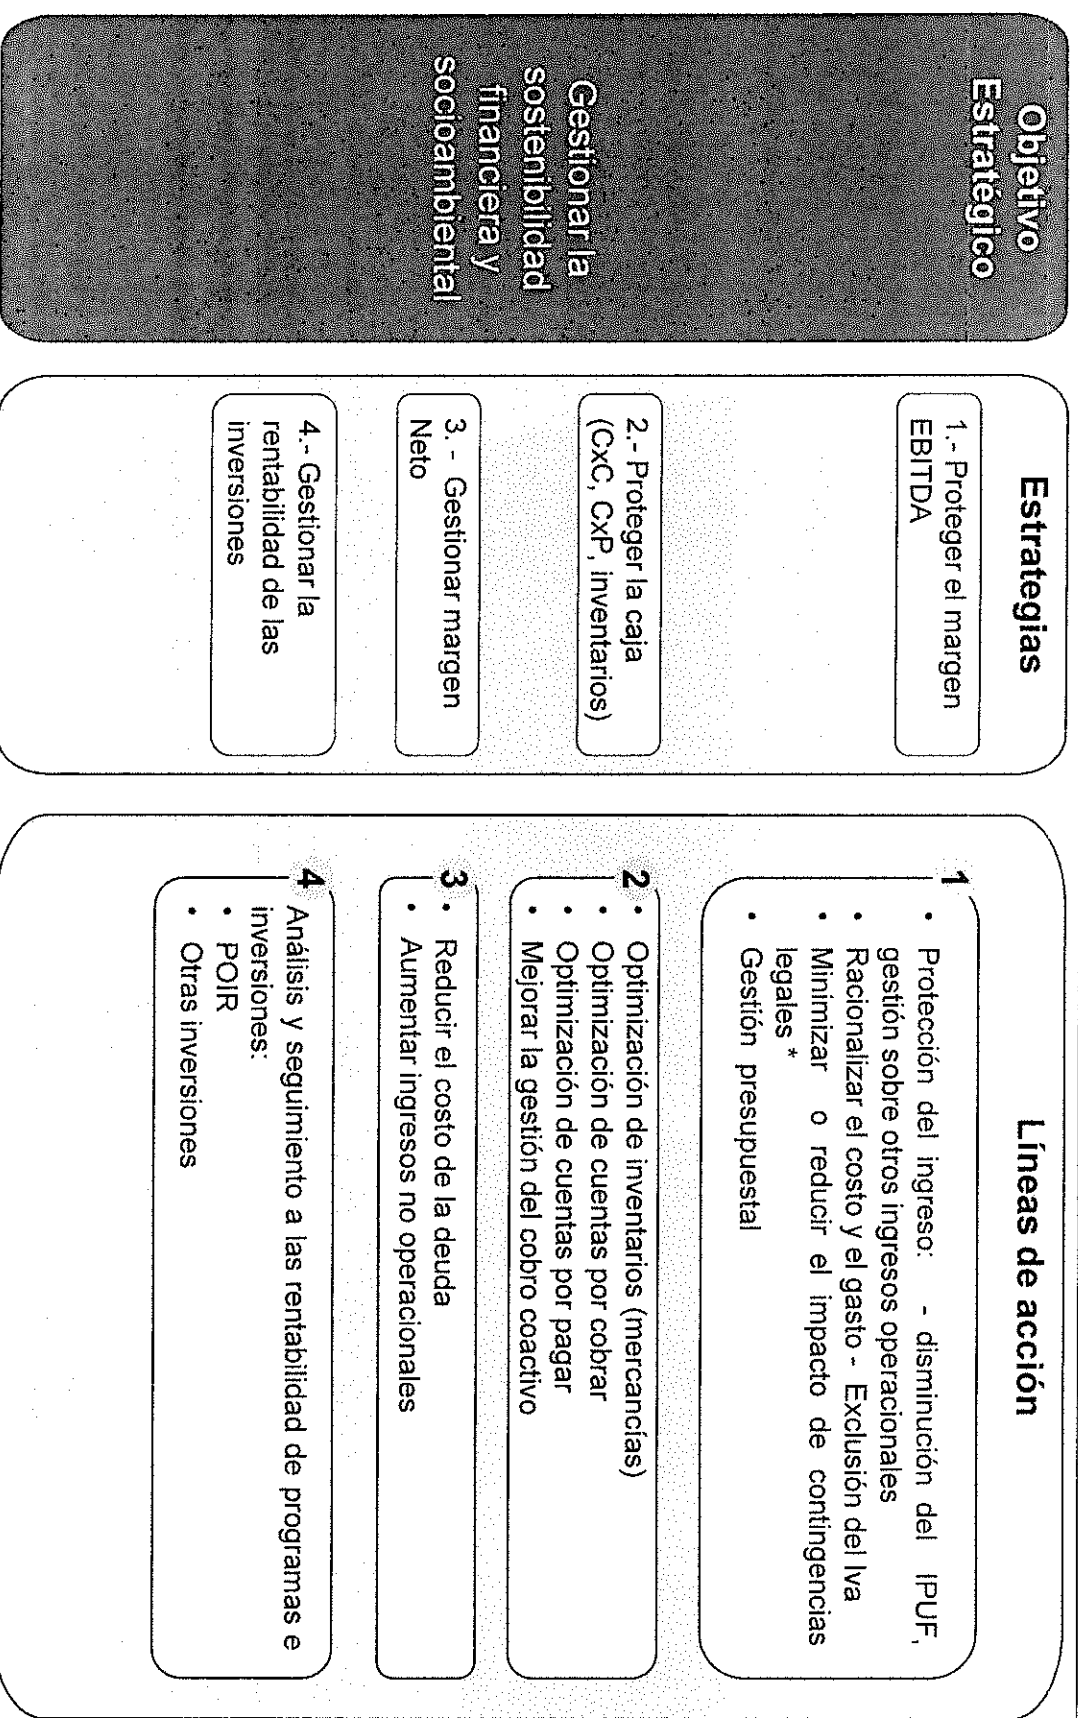 Objetivo
Estratégico
Gestionar la
sostenibilidad
financiera y
socioambiental
Estrategias
1.- Proteger el margen
EBITDA
2.- Proteger la caja
(CxC, CxP, inventarios)
3. - Gestionar margen
Neto
4.- Gestionar la
rentabilidad de las
inversiones
Líneas de acción
1
• Protección del ingreso: - disminución del IPUF,
gestión sobre otros ingresos operacionales
• Racionalizar el costo y el gasto - Exclusión del Iva
• Minimizar o reducir el impacto de contingencias
legales *
• Gestión presupuestal
2
• Optimización de inventarios (mercancías)
• Optimización de cuentas por cobrar
• Optimización de cuentas por pagar
• Mejorar la gestión del cobro coactivo
3
• Reducir el costo de la deuda
• Aumentar ingresos no operacionales
4
Análisis y seguimiento a las rentabilidad de programas e
inversiones:
• POIR
• Otras inversiones